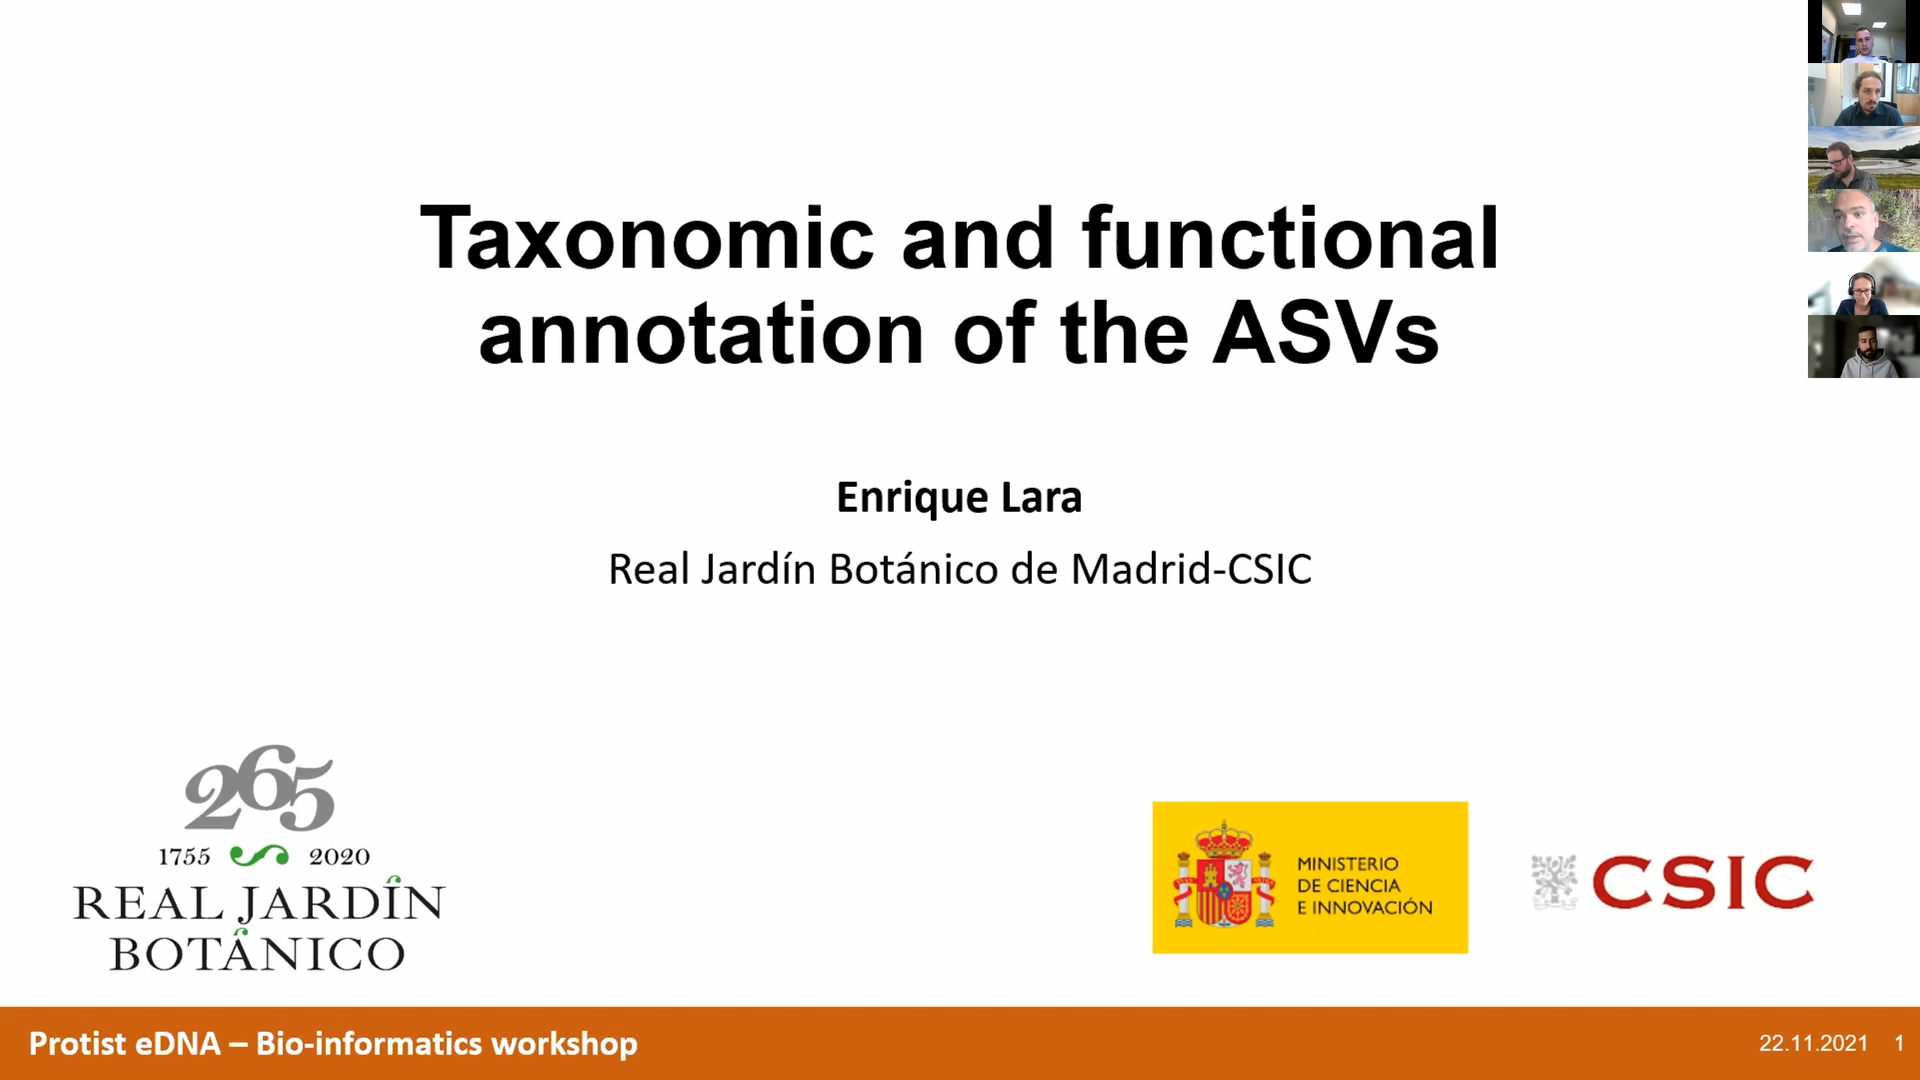 Taxonomic and functional
annotation of the ASVs
Enrique Lara
Real Jardín Botánico de Madrid-CSIC
265
1755 2020
REAL JARDÍN
BOTÁNICO
MINISTERIO
DE CIENCIA
E INNOVACIÓN
CSIC
Protist eDNA – Bio-informatics workshop
22.11.2021 1